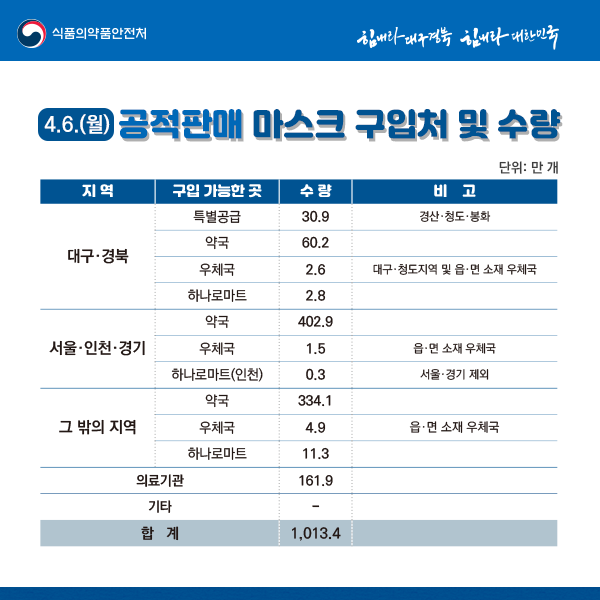 식품의약품안전처
힘내라 대구경북 힘내라 대한민국
4.6.(월) 공적판매 마스크 구입처 및 수량
단위: 만 개
지 역 구입 가능한 곳 수 량 비 고
대구·경북
특별공급 30.9 경산·청도·봉화
약국 60.2
우체국 2.6 대구·청도지역 및 읍·면 소재 우체국
하나로마트 2.8
서울·인천·경기
약국 402.9
우체국 1.5 읍·면 소재 우체국
하나로마트(인천) 0.3 서울·경기 제외
그 밖의 지역
약국 334.1
우체국 4.9 읍·면 소재 우체국
하나로마트 11.3
의료기관 161.9
기타 -
합 계 1,013.4